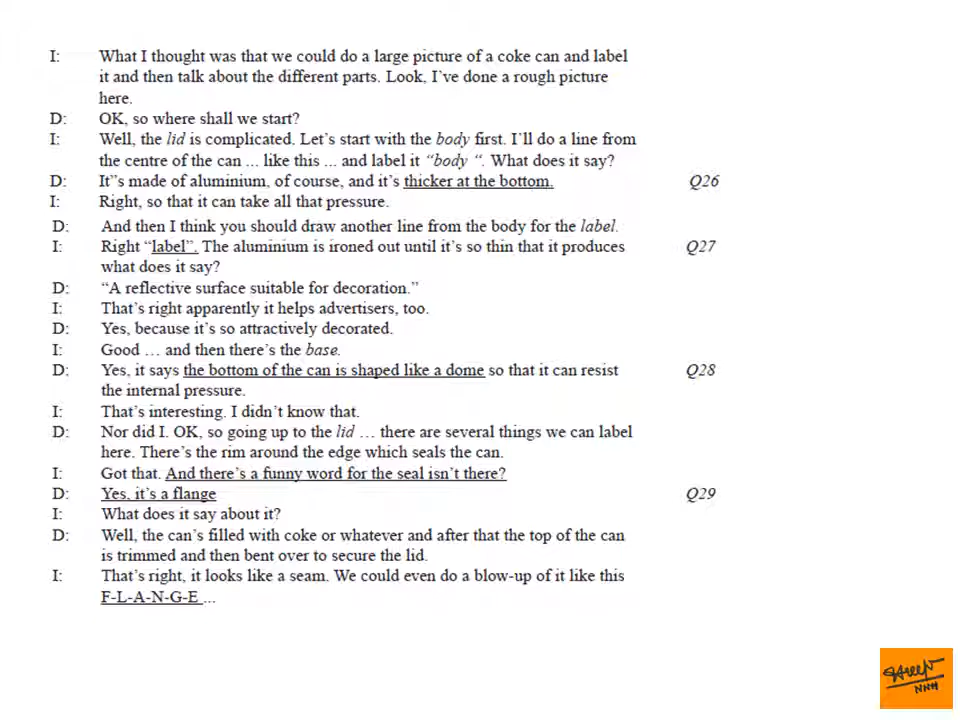 I: What I thought was that we could do a large picture of a coke can and label
it and then talk about the different parts. Look, I've done a rough picture
here.
D: OK, so where shall we start?
I: Well, the lid is complicated. Let's start with the body first. I'll do a line from
the centre of the can ... like this ... and label it "body ". What does it say?
D: It"s made of aluminium, of course, and it's thicker at the bottom. Q26
I: Right, so that it can take all that pressure.
D: And then I think you should draw another line from the body for the label.
I: Right "label". The aluminium is ironed out until it's so thin that it produces Q27
what does it say?
D: "A reflective surface suitable for decoration."
I: That's right apparently it helps advertisers, too.
D: Yes, because it's so attractively decorated.
I: Good ... and then there's the base.
D: Yes, it says the bottom of the can is shaped like a dome so that it can resist Q28
the internal pressure.
I: That's interesting. I didn't know that.
D: Nor did I. OK, so going up to the lid ... there are several things we can label
here. There's the rim around the edge which seals the can.
I: Got that. And there's a funny word for the seal isn't there?
D: Yes, it's a flange Q29
I: What does it say about it?
D: Well, the can's filled with coke or whatever and after that the top of the can
is trimmed and then bent over to secure the lid.
I: That's right, it looks like a seam. We could even do a blow-up of it like this
F-L-A-N-G-E ...
NNH